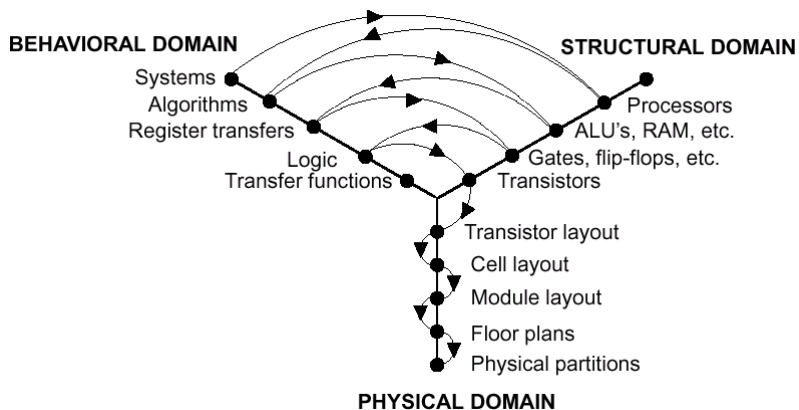 BEHAVIORAL DOMAIN
STRUCTURAL DOMAIN
Systems
Algorithms
Register transfers
Logic
Transfer functions
Processors
ALU's, RAM, etc.
Gates, flip-flops, etc.
Transistors
Transistor layout
Cell layout
Module layout
Floor plans
Physical partitions
PHYSICAL DOMAIN